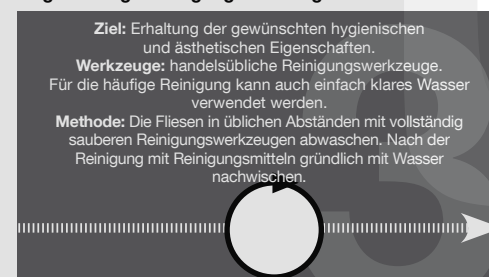 Ziel: Erhaltung der gewünschten hygienischen
und ästhetischen Eigenschaften.
Werkzeuge: handelsübliche Reinigungswerkzeuge.
Für die häufige Reinigung kann auch einfach klares Wasser
verwendet werden.
Methode: Die Fliesen in üblichen Abständen mit vollständig
sauberen Reinigungswerkzeugen abwaschen. Nach der
Reinigung mit Reinigungsmitteln gründlich mit Wasser
nachwischen.
3